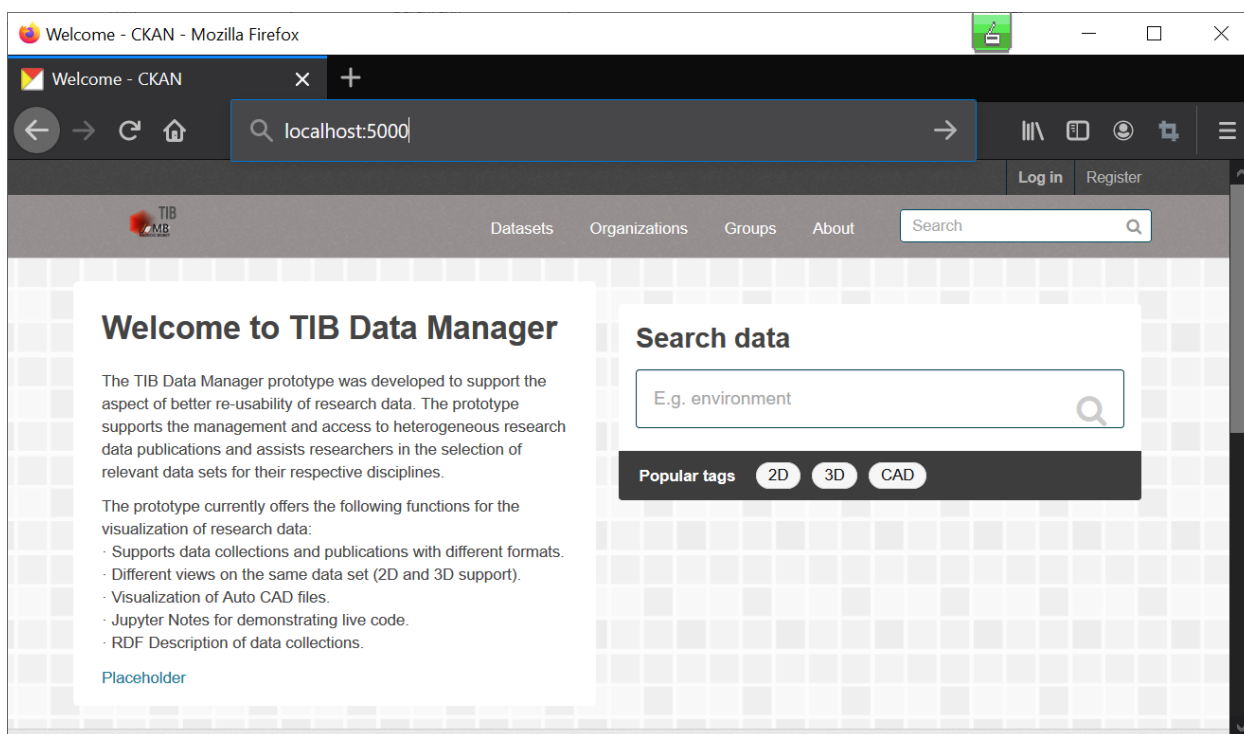 Welcome - CKAN - Mozilla Firefox
Welcome - CKAN
localhost:5000
Log in Register
TIB
Datasets Organizations Groups About Search
Welcome to TIB Data Manager
The TIB Data Manager prototype was developed to support the
aspect of better re-usability of research data. The prototype
supports the management and access to heterogeneous research
data publications and assists researchers in the selection of
relevant data sets for their respective disciplines.
The prototype currently offers the following functions for the
visualization of research data:
· Supports data collections and publications with different formats.
· Different views on the same data set (2D and 3D support).
· Visualization of Auto CAD files.
· Jupyter Notes for demonstrating live code.
· RDF Description of data collections.
Placeholder
Search data
E.g. environment
Popular tags 2D 3D CAD